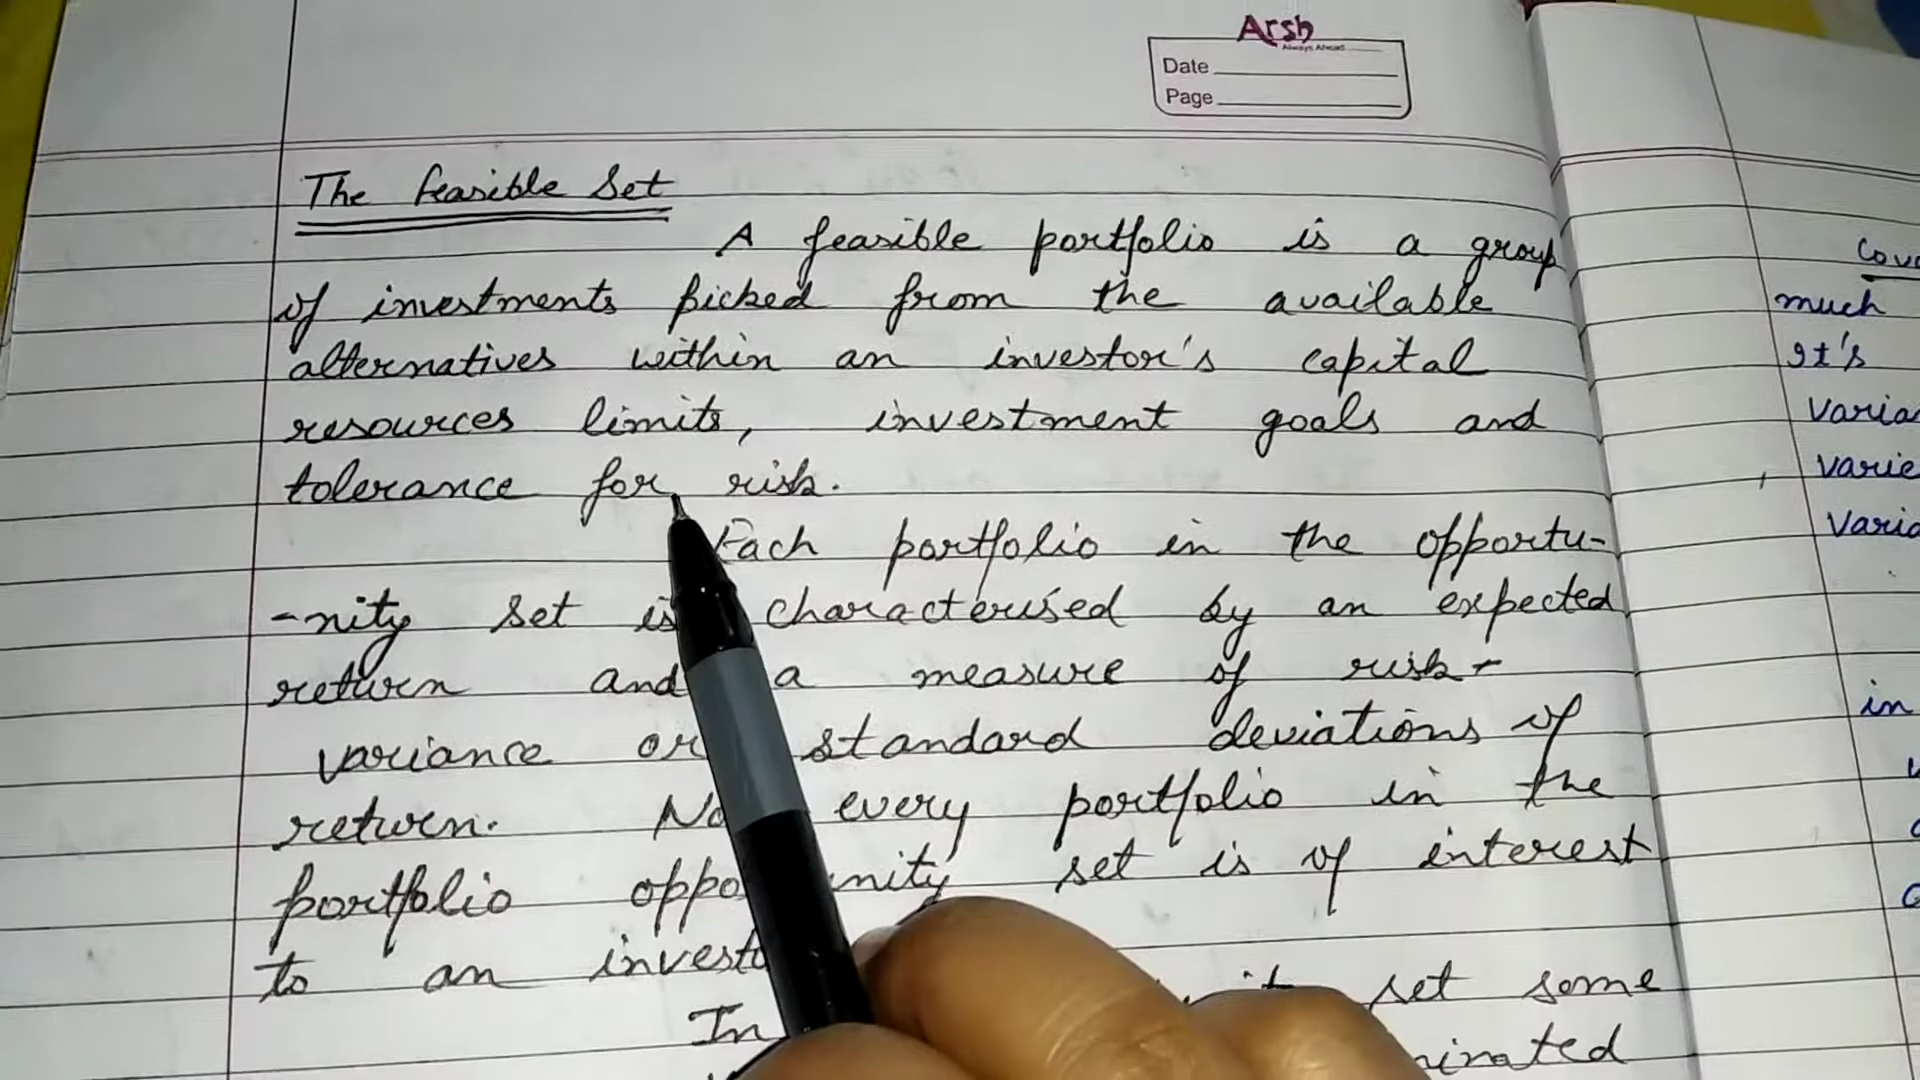 Arsh
Always Ahead
Date
Page
The feasible Set
A feasible portfolio is a group
of investments picked from the available
alternatives within an investor's capital
resources limits, investment goals and
tolerance for risk.
Each portfolio in the opportu-
-nity set is characterised by an expected
return and a measure of risk-
variance or standard deviations of
return. every portfolio in the
portfolio set is of interest
to an
In set some
much
It's
in